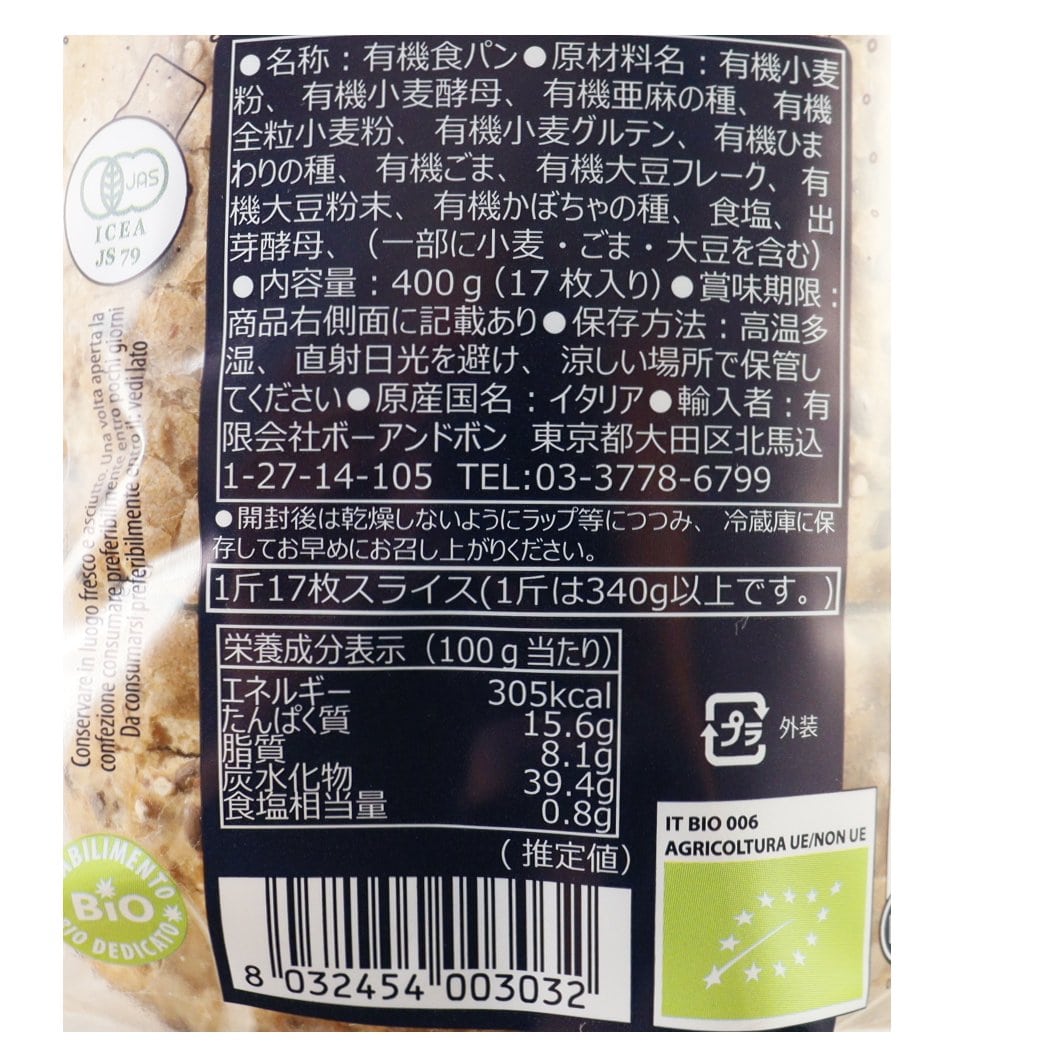 ●名称：有機食パン●原材料名：有機小麦
粉、有機小麦酵母、有機亜麻の種、有機
全粒小麦粉、有機小麦グルテン、有機ひま
わりの種、有機ごま、有機大豆フレーク、有
機大豆粉末、有機かぼちゃの種、食塩、出
芽酵母、（一部に小麦・ごま・大豆を含む）
●内容量：400ｇ（17枚入り）●賞味期限：
商品右側面に記載あり●保存方法：高温多
湿、直射日光を避け、涼しい場所で保管し
てください●原産国名：イタリア●輸入者：有
限会社ボーアンドボン 東京都大田区北馬込
1-27-14-105 TEL:03-3778-6799
●開封後は乾燥しないようにラップ等につつみ、冷蔵庫に保
存してお早めにお召し上がりください。
1斤17枚スライス(1斤は340g以上です。)
栄養成分表示（100ｇ当たり）
エネルギー 305kcal
たんぱく質 15.6g
脂質 8.1g
炭水化物 39.4g
食塩相当量 0.8g
（推定値）
プラ 外装
8 032454 003032
IT BIO 006
AGRICOLTURA UE/NON UE
JAS
ICEA
JS 79
Conservare in luogo fresco e asciutto. Una volta aperta la
confezione consumare preferibilmente entro pochi giorni
Da consumarsi preferibilmente entro il: vedi lato
ABILIMENTO
BiO
DEDICATO